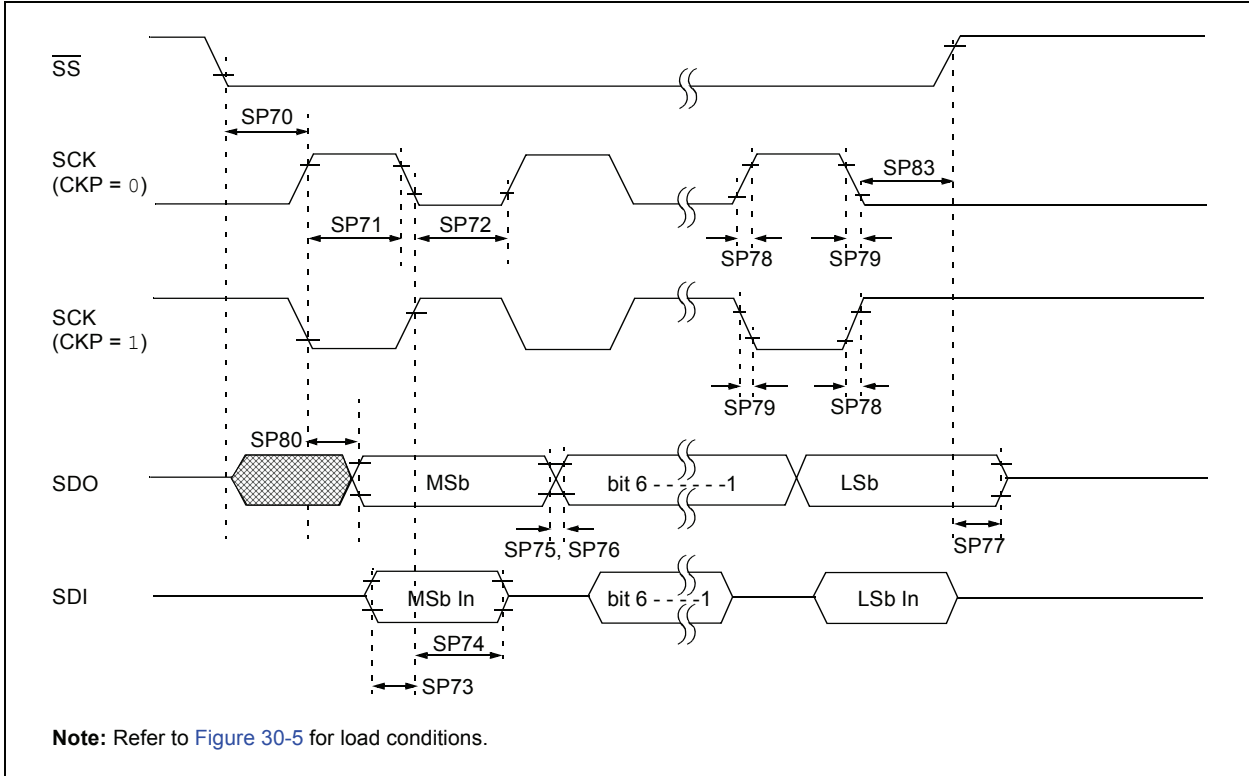 SS
SP70
SCK
(CKP = 0)
SP83
SP71
SP72
SP78
SP79
SCK
(CKP = 1)
SP79
SP78
SP80
SDO
MSb
bit 6 - - - - - - -1
LSb
SP75, SP76
SP77
SDI
MSb In
bit 6 - - - - -1
LSb In
SP74
SP73
Note: Refer to Figure 30-5 for load conditions.